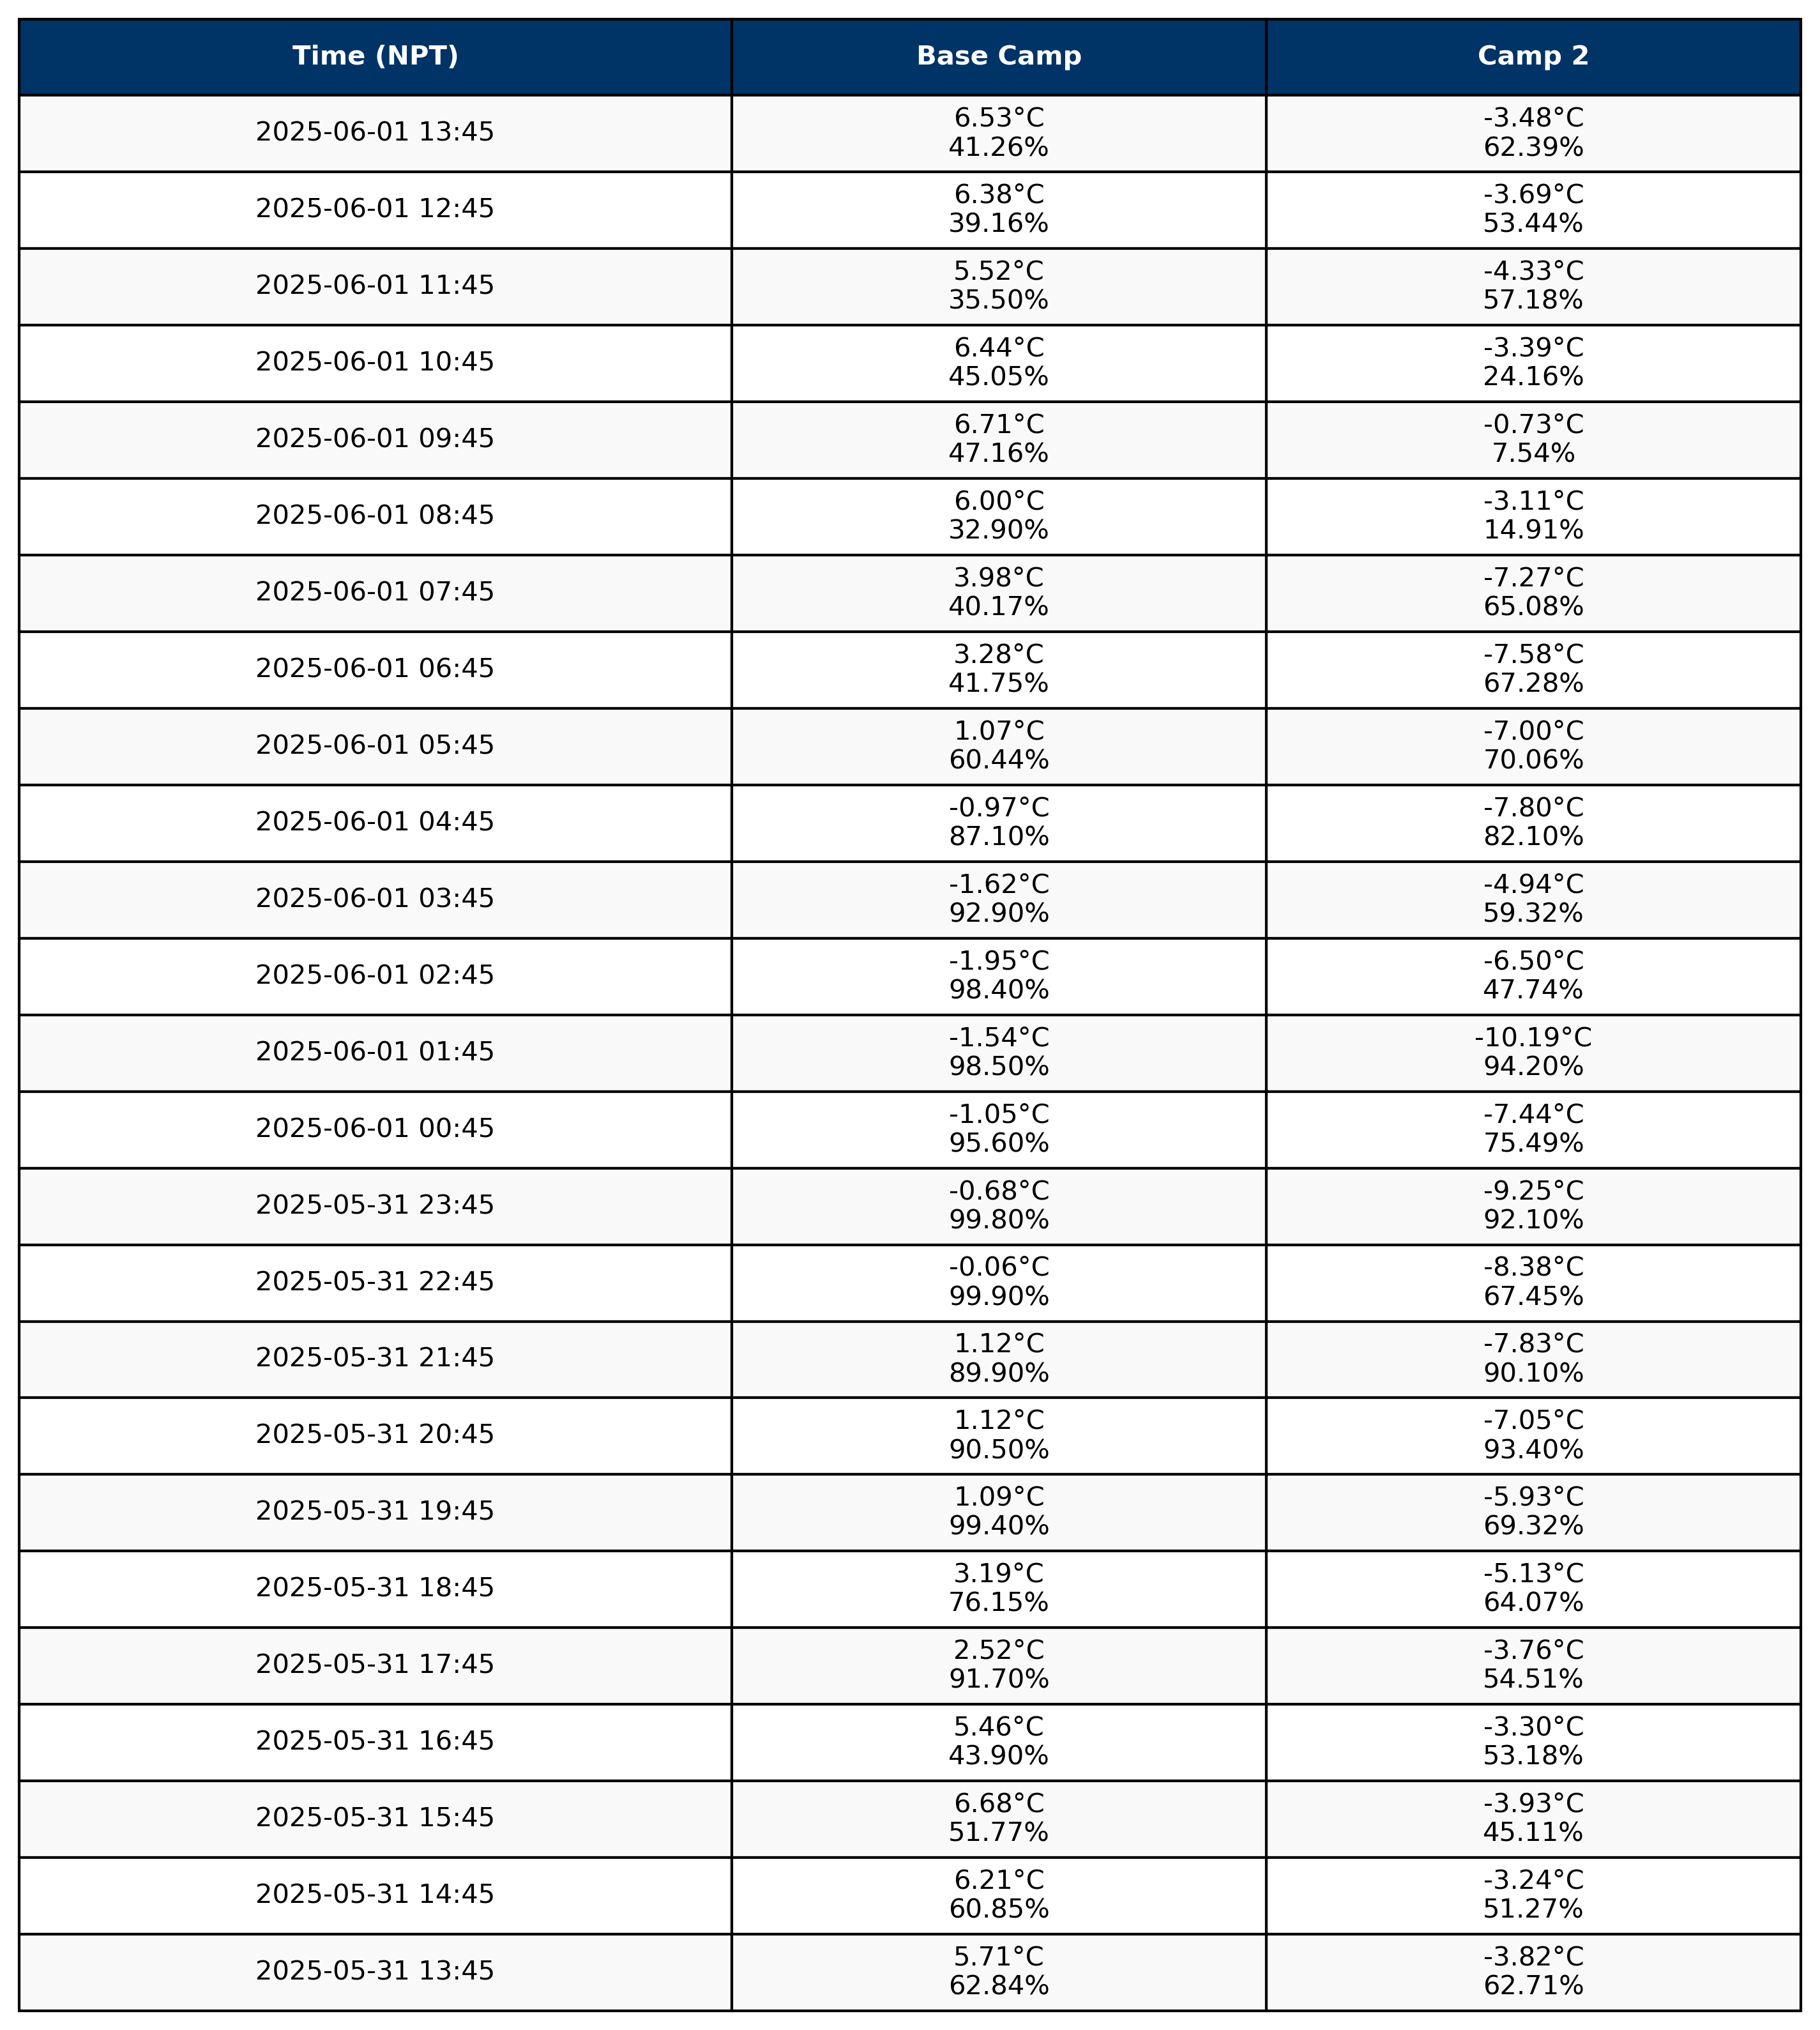 Time (NPT) Base Camp Camp 2
2025-06-01 13:45 6.53°C -3.48°C
41.26% 62.39%
2025-06-01 12:45 6.38°C -3.69°C
39.16% 53.44%
2025-06-01 11:45 5.52°C -4.33°C
35.50% 57.18%
2025-06-01 10:45 6.44°C -3.39°C
45.05% 24.16%
2025-06-01 09:45 6.71°C -0.73°C
47.16% 7.54%
2025-06-01 08:45 6.00°C -3.11°C
32.90% 14.91%
2025-06-01 07:45 3.98°C -7.27°C
40.17% 65.08%
2025-06-01 06:45 3.28°C -7.58°C
41.75% 67.28%
2025-06-01 05:45 1.07°C -7.00°C
60.44% 70.06%
2025-06-01 04:45 -0.97°C -7.80°C
87.10% 82.10%
2025-06-01 03:45 -1.62°C -4.94°C
92.90% 59.32%
2025-06-01 02:45 -1.95°C -6.50°C
98.40% 47.74%
2025-06-01 01:45 -1.54°C -10.19°C
98.50% 94.20%
2025-06-01 00:45 -1.05°C -7.44°C
95.60% 75.49%
2025-05-31 23:45 -0.68°C -9.25°C
99.80% 92.10%
2025-05-31 22:45 -0.06°C -8.38°C
99.90% 67.45%
2025-05-31 21:45 1.12°C -7.83°C
89.90% 90.10%
2025-05-31 20:45 1.12°C -7.05°C
90.50% 93.40%
2025-05-31 19:45 1.09°C -5.93°C
99.40% 69.32%
2025-05-31 18:45 3.19°C -5.13°C
76.15% 64.07%
2025-05-31 17:45 2.52°C -3.76°C
91.70% 54.51%
2025-05-31 16:45 5.46°C -3.30°C
43.90% 53.18%
2025-05-31 15:45 6.68°C -3.93°C
51.77% 45.11%
2025-05-31 14:45 6.21°C -3.24°C
60.85% 51.27%
2025-05-31 13:45 5.71°C -3.82°C
62.84% 62.71%